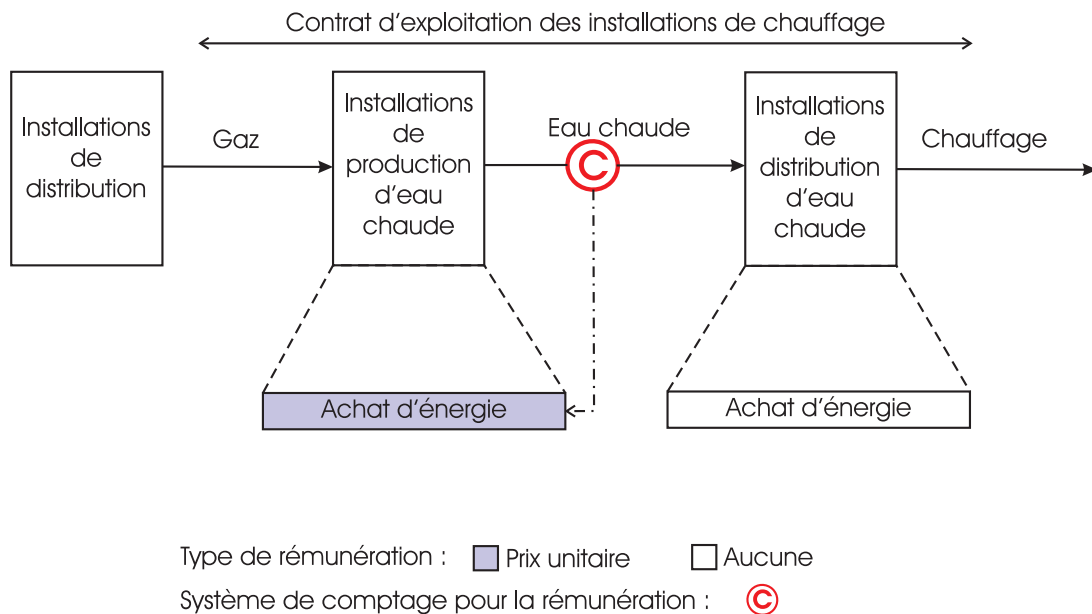 Contrat d'exploitation des installations de chauffage
Installations
de
distribution
Gaz
Installations
de
production
d'eau
chaude
Eau chaude
C
Installations
de
distribution
d'eau
chaude
Chauffage
Achat d'énergie
Achat d'énergie
Type de rémunération : Prix unitaire Aucune
Système de comptage pour la rémunération : C